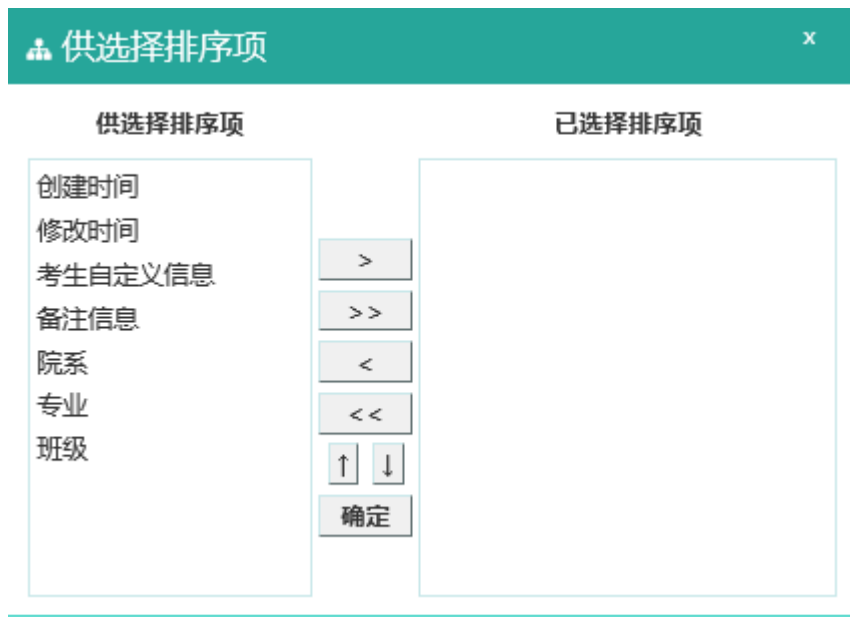 供选择排序项 x
供选择排序项 已选择排序项
创建时间
修改时间
考生自定义信息
备注信息
院系
专业
班级
>
>>
<
<<
↑ ↓
确定